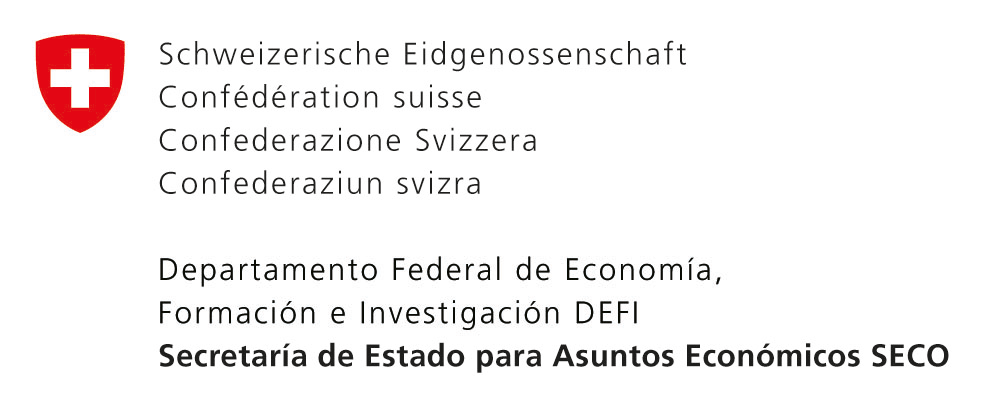 Schweizerische Eidgenossenschaft
Confédération suisse
Confederazione Svizzera
Confederaziun svizra
Departamento Federal de Economía,
Formación e Investigación DEFI
Secretaría de Estado para Asuntos Económicos SECO